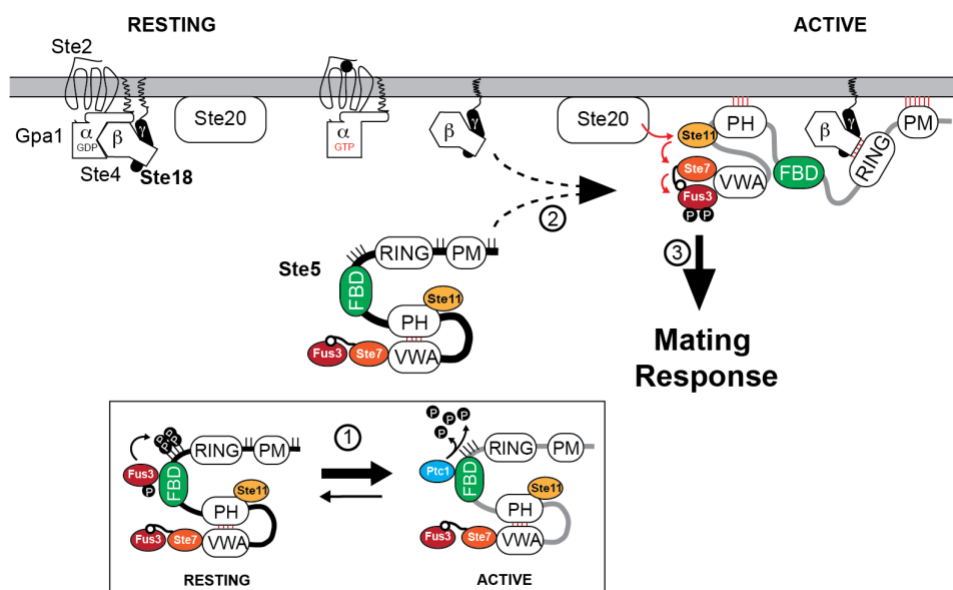 RESTING
ACTIVE
Ste2
Gpa1
α
GDP
β
γ
Ste4
Ste18
Ste20
α
GTP
β
γ
Ste20
Ste11
PH
Ste7
VWA
Fus3
P P
FBD
β
γ
RING
PM
2
3
Ste5
RING
PM
FBD
Ste11
PH
Fus3
Ste7
VWA
Mating
Response
1
P P P P
RING
PM
Fus3
P
FBD
Ste11
PH
Fus3
Ste7
VWA
RESTING
P P P P
RING
PM
Ptc1
FBD
Ste11
PH
Fus3
Ste7
VWA
ACTIVE